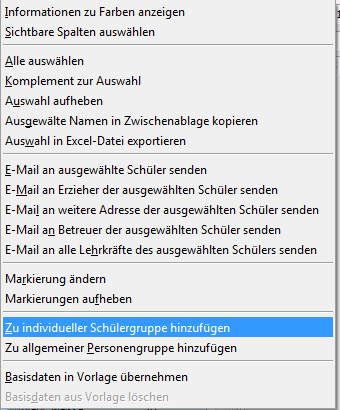 Informationen zu Farben anzeigen
Sichtbare Spalten auswählen
Alle auswählen
Komplement zur Auswahl
Auswahl aufheben
Ausgewälte Namen in Zwischenablage kopieren
Auswahl in Excel-Datei exportieren
E-Mail an ausgewählte Schüler senden
E-Mail an Erzieher der ausgewählten Schüler senden
E-Mail an weitere Adresse der ausgewählten Schüler senden
E-Mail an Betreuer der ausgewählten Schüler senden
E-Mail an alle Lehrkräfte des ausgewählten Schülers senden
Markierung ändern
Markierungen aufheben
Zu individueller Schülergruppe hinzufügen
Zu allgemeiner Personengruppe hinzufügen
Basisdaten in Vorlage übernehmen
Basisdaten aus Vorlage löschen